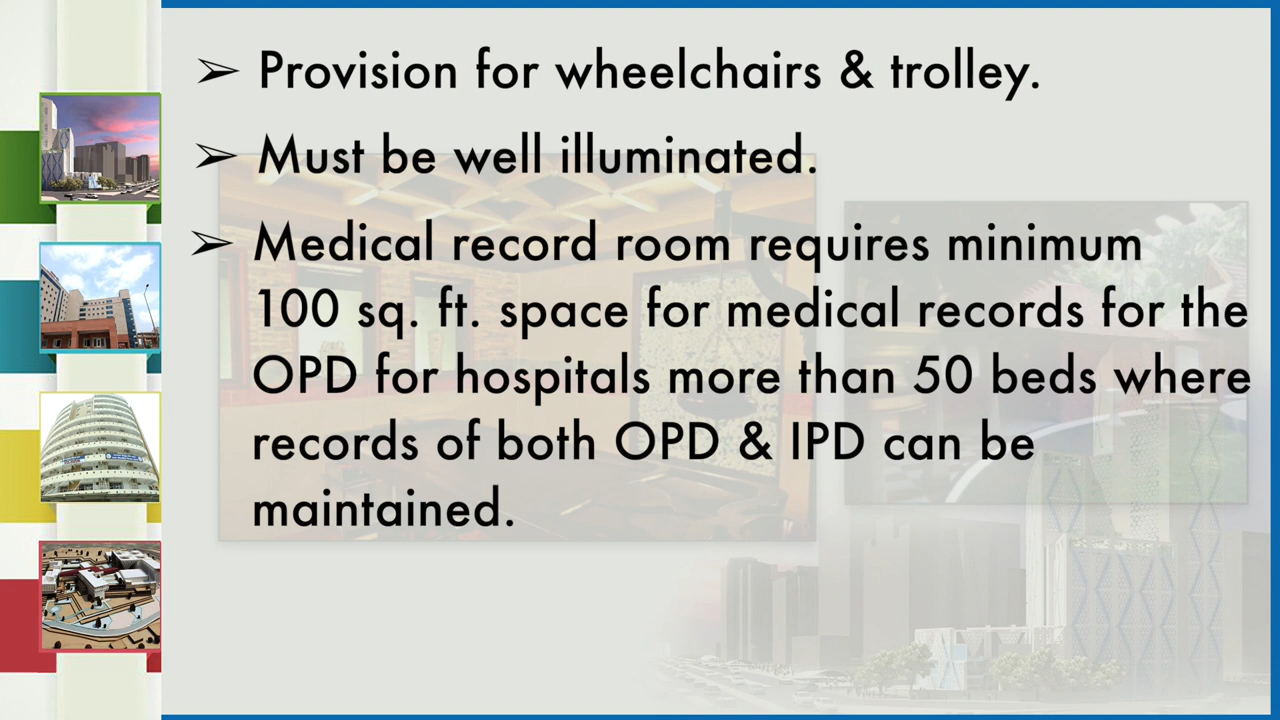 ➢ Provision for wheelchairs & trolley.
➢ Must be well illuminated.
➢ Medical record room requires minimum
100 sq. ft. space for medical records for the
OPD for hospitals more than 50 beds where
records of both OPD & IPD can be
maintained.